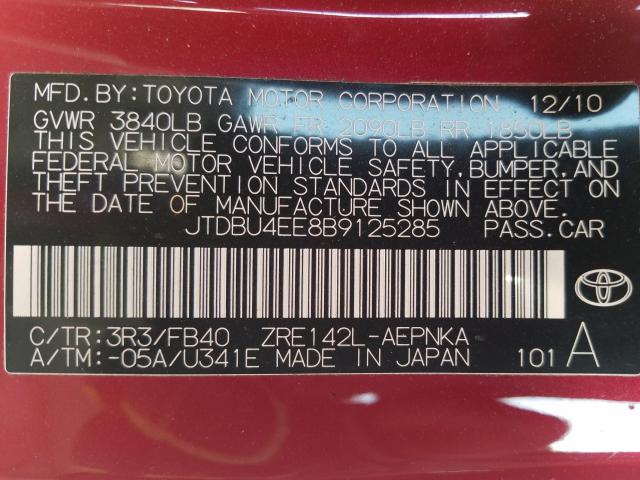 MFD. BY: TOYOTA MOTOR CORPORATION 12/10
GVWR 3840LB GAWR FR 2090LB RR 1850LB
THIS VEHICLE CONFORMS TO ALL APPLICABLE
FEDERAL MOTOR VEHICLE SAFETY, BUMPER, AND
THEFT PREVENTION STANDARDS IN EFFECT ON
THE DATE OF MANUFACTURE SHOWN ABOVE.
JTDBU4EE8B9125285 PASS.CAR
C/TR: 3R3/FB40 ZRE142L-AEPNKA
A/TM: -05A/U341E MADE IN JAPAN 101 A